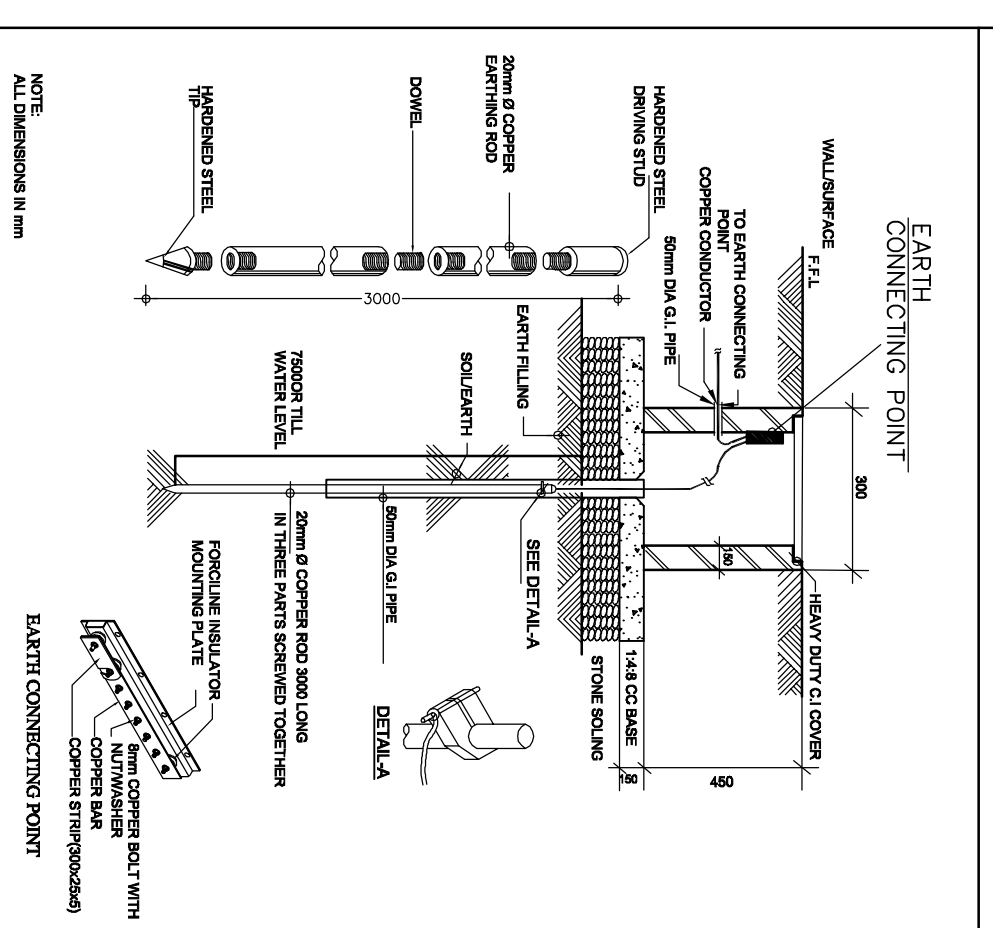 EARTH
CONNECTING POINT
WALL/SURFACE
F.F.L
300
HEAVY DUTY C.I COVER
TO EARTH CONNECTING
POINT
COPPER CONDUCTOR
50mm DIA G.I. PIPE
150
450
150
1:4:8 CC BASE
STONE SOLING
EARTH FILLING
SEE DETAIL-A
SOIL/EARTH
50mm DIA G.I PIPE
7500OR TILL
WATER LEVEL
20mm Ø COPPER ROD 3000 LONG
IN THREE PARTS SCREWED TOGETHER
DETAIL-A
HARDENED STEEL
DRIVING STUD
20mm Ø COPPER
EARTHING ROD
DOWEL
HARDENED STEEL
TIP
3000
FORCILINE INSULATOR
MOUNTING PLATE
8mm COPPER BOLT WITH
NUT/WASHER
COPPER BAR
COPPER STRIP(300x25x5)
EARTH CONNECTING POINT
NOTE:
ALL DIMENSIONS IN mm